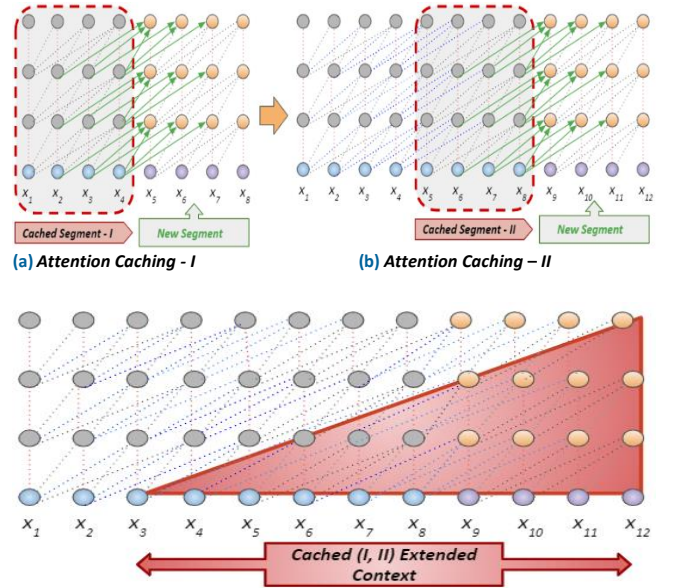 x1 x2 x3 x4 x5 x6 x7 x8
x1 x2 x3 x4 x5 x6 x7 x8 x9 x10 x11 x12
Cached Segment - I
New Segment
Cached Segment - II
New Segment
(a) Attention Caching - I
(b) Attention Caching – II
x1 x2 x3 x4 x5 x6 x7 x8 x9 x10 x11 x12
Cached (I, II) Extended
Context